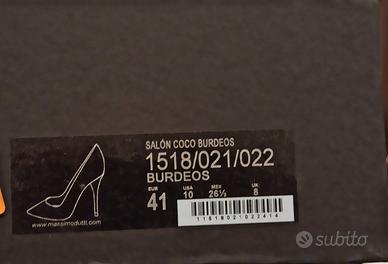 SALÓN COCO BURDEOS
1518/021/022
BURDEOS
EUR USA MEX UK
41 10 26½ 8
11518021022414
www.massimodutti.com
subito